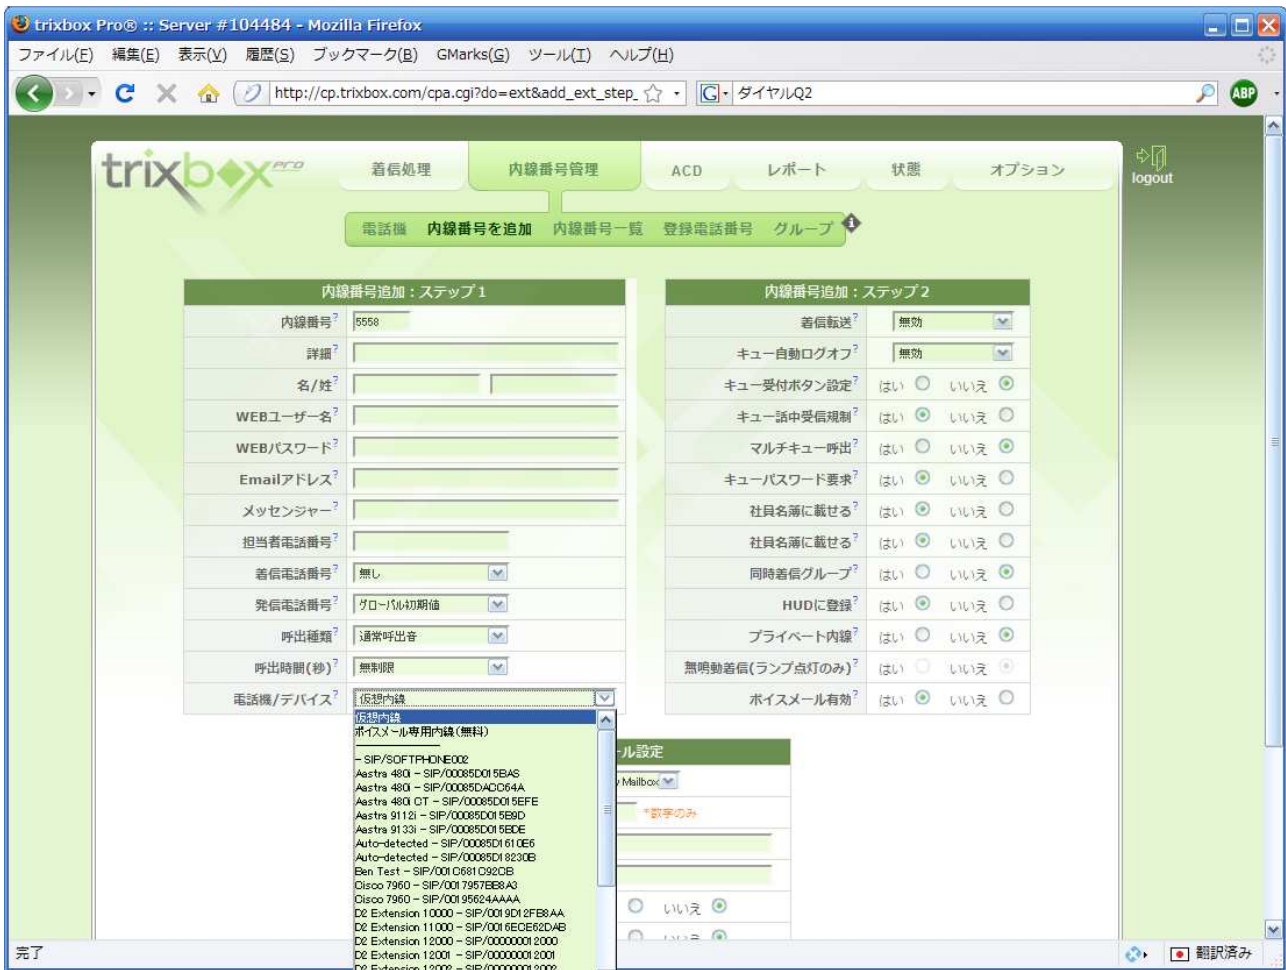 trixbox Pro® :: Server #104484 - Mozilla Firefox
ファイル(F) 編集(E) 表示(V) 履歴(S) ブックマーク(B) GMarks(G) ツール(T) ヘルプ(H)
http://cp.trixbox.com/cpa.cgi?do=ext&add_ext_step_ G ダイヤルQ2 ABP
trixbox pro 着信処理 内線番号管理 ACD レポート 状態 オプション logout
電話機 内線番号を追加 内線番号一覧 登録電話番号 グループ i
内線番号追加：ステップ1
内線番号? 5558
詳細?
名/姓?
WEBユーザー名?
WEBパスワード?
Emailアドレス?
メッセンジャー?
担当者電話番号?
着信電話番号? 無し
発信電話番号? グローバル初期値
呼出種類? 通常呼出音
呼出時間(秒)? 無制限
電話機/デバイス? 仮想内線
仮想内線
ボイスメール専用内線(無料)
- SIP/SOFTPHONE002
Aastra 480i - SIP/00085D015BA5
Aastra 480i - SIP/00085DACC64A
Aastra 480i CT - SIP/00085D015EFE
Aastra 9112i - SIP/00085D015E9D
Aastra 9133i - SIP/00085D015EDE
Auto-detected - SIP/00085D1610E6
Auto-detected - SIP/00085D18230B
Ben Test - SIP/001C681C92CB
Cisco 7960 - SIP/0017957BB8A3
Cisco 7960 - SIP/00195624AAAA
D2 Extension 10000 - SIP/0019D12FB8AA
D2 Extension 11000 - SIP/0016ECE62DAB
D2 Extension 12000 - SIP/000000012000
D2 Extension 12001 - SIP/000000012001
D2 Extension 12002 - SIP/000000012002
内線番号追加：ステップ2
着信転送? 無効
キュー自動ログオフ? 無効
キュー受付ボタン設定? はい いいえ
キュー話中受信規制? はい いいえ
マルチキュー呼出? はい いいえ
キューパスワード要求? はい いいえ
社員名簿に載せる? はい いいえ
社員名簿に載せる? はい いいえ
同時着信グループ? はい いいえ
HUDに登録? はい いいえ
プライベート内線? はい いいえ
無鳴動着信(ランプ点灯のみ)? はい いいえ
ボイスメール有効? はい いいえ
ール設定
Mailbox
*数字のみ
いいえ
完了 翻訳済み